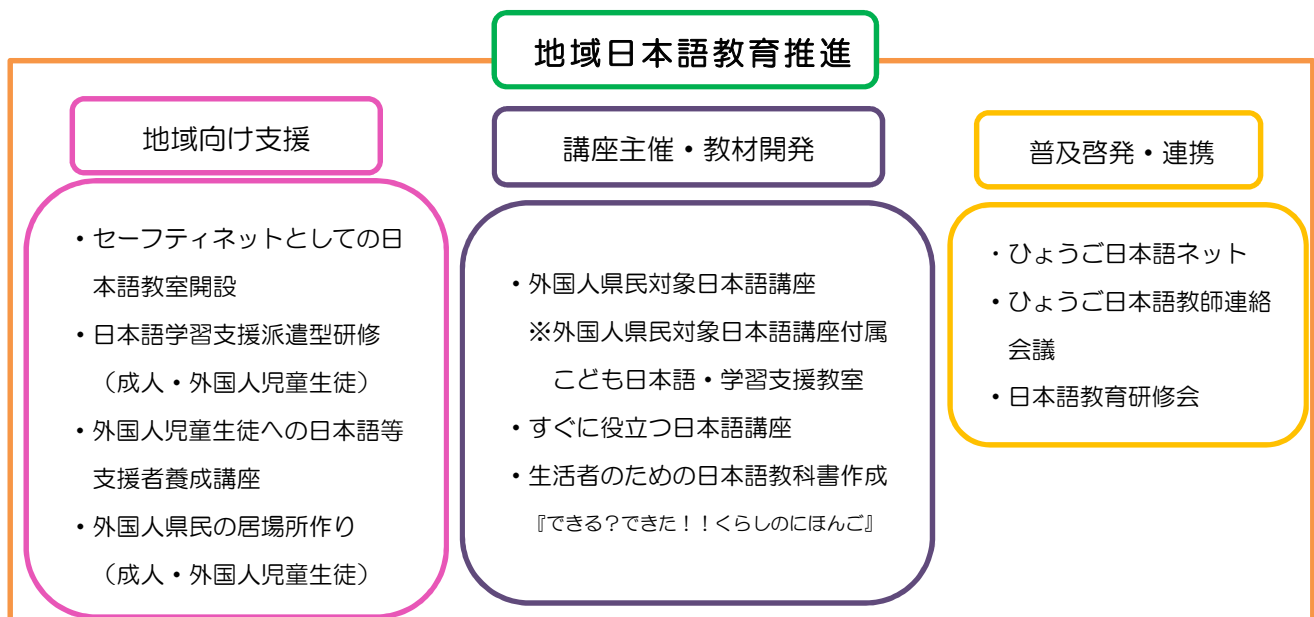 地域日本語教育推進
地域向け支援
・セーフティネットとしての日
本語教室開設
・日本語学習支援派遣型研修
(成人・外国人児童生徒)
・外国人児童生徒への日本語等
支援者養成講座
・外国人県民の居場所作り
(成人・外国人児童生徒)
講座主催・教材開発
・外国人県民対象日本語講座
※外国人県民対象日本語講座付属
こども日本語・学習支援教室
・すぐに役立つ日本語講座
・生活者のための日本語教科書作成
『できる?できた!!くらしのにほんご』
普及啓発・連携
・ひょうご日本語ネット
・ひょうご日本語教師連絡
会議
・日本語教育研修会